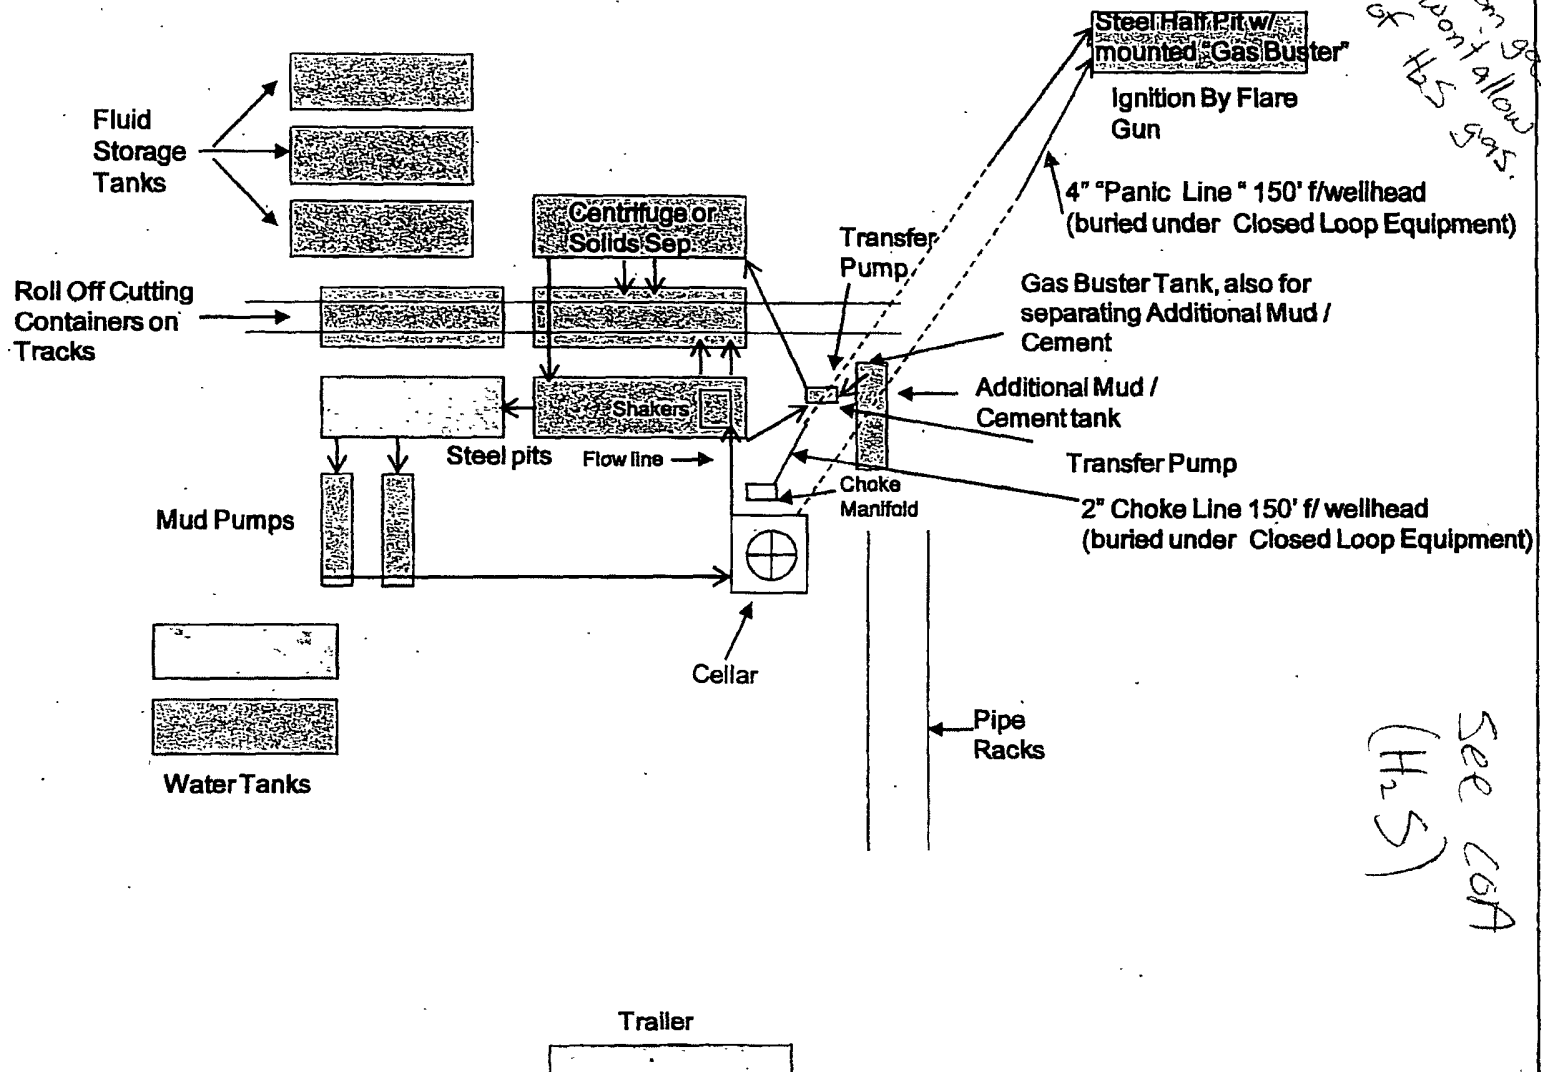 Steel Half Pit w/
mounted "Gas Buster"
Ignition By Flare
Gun
won't allow
of H2S gas.
Fluid
Storage
Tanks
4" "Panic Line " 150' f/wellhead
(buried under Closed Loop Equipment)
Centrifuge or
Solids Sep
Transfer
Pump
Roll Off Cutting
Containers on
Tracks
Gas Buster Tank, also for
separating Additional Mud /
Cement
Shakers
Additional Mud /
Cement tank
Steel pits
Flow line
Transfer Pump
Choke
Manifold
2" Choke Line 150' f/ wellhead
(buried under Closed Loop Equipment)
Mud Pumps
Cellar
Pipe
Racks
Water Tanks
See COA
(H2S)
Trailer